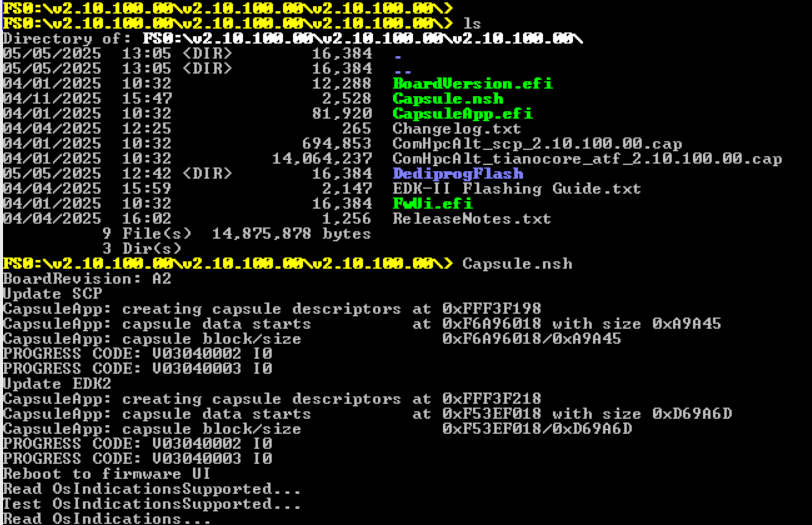 FS0:\v2.10.100.00\v2.10.100.00\v2.10.100.00\>
FS0:\v2.10.100.00\v2.10.100.00\v2.10.100.00\> ls
Directory of: FS0:\v2.10.100.00\v2.10.100.00\v2.10.100.00\
05/05/2025  13:05 <DIR>        16,384  .
05/05/2025  13:05 <DIR>        16,384  ..
04/01/2025  10:32              12,288  BoardVersion.efi
04/11/2025  15:47               2,528  Capsule.nsh
04/01/2025  10:32              81,920  CapsuleApp.efi
04/04/2025  12:25                 265  Changelog.txt
04/01/2025  10:32             694,853  ComHpcAlt_scp_2.10.100.00.cap
04/01/2025  10:32          14,064,237  ComHpcAlt_tianocore_atf_2.10.100.00.cap
05/05/2025  12:42 <DIR>        16,384  DediprogFlash
04/04/2025  15:59               2,147  EDK-II Flashing Guide.txt
04/01/2025  10:32              16,384  FwUi.efi
04/04/2025  16:02               1,256  ReleaseNotes.txt
9 File(s)  14,875,878 bytes
3 Dir(s)
FS0:\v2.10.100.00\v2.10.100.00\v2.10.100.00\> Capsule.nsh
BoardRevision: A2
Update SCP
CapsuleApp: creating capsule descriptors at 0xFFF3F198
CapsuleApp: capsule data starts          at 0xF6A96018 with size 0xA9A45
CapsuleApp: capsule block/size              0xF6A96018/0xA9A45
PROGRESS CODE: V03040002 I0
PROGRESS CODE: V03040003 I0
Update EDK2
CapsuleApp: creating capsule descriptors at 0xFFF3F218
CapsuleApp: capsule data starts          at 0xF53EF018 with size 0xD69A6D
CapsuleApp: capsule block/size              0xF53EF018/0xD69A6D
PROGRESS CODE: V03040002 I0
PROGRESS CODE: V03040003 I0
Reboot to firmware UI
Read OsIndicationsSupported...
Test OsIndicationsSupported...
Read OsIndications...